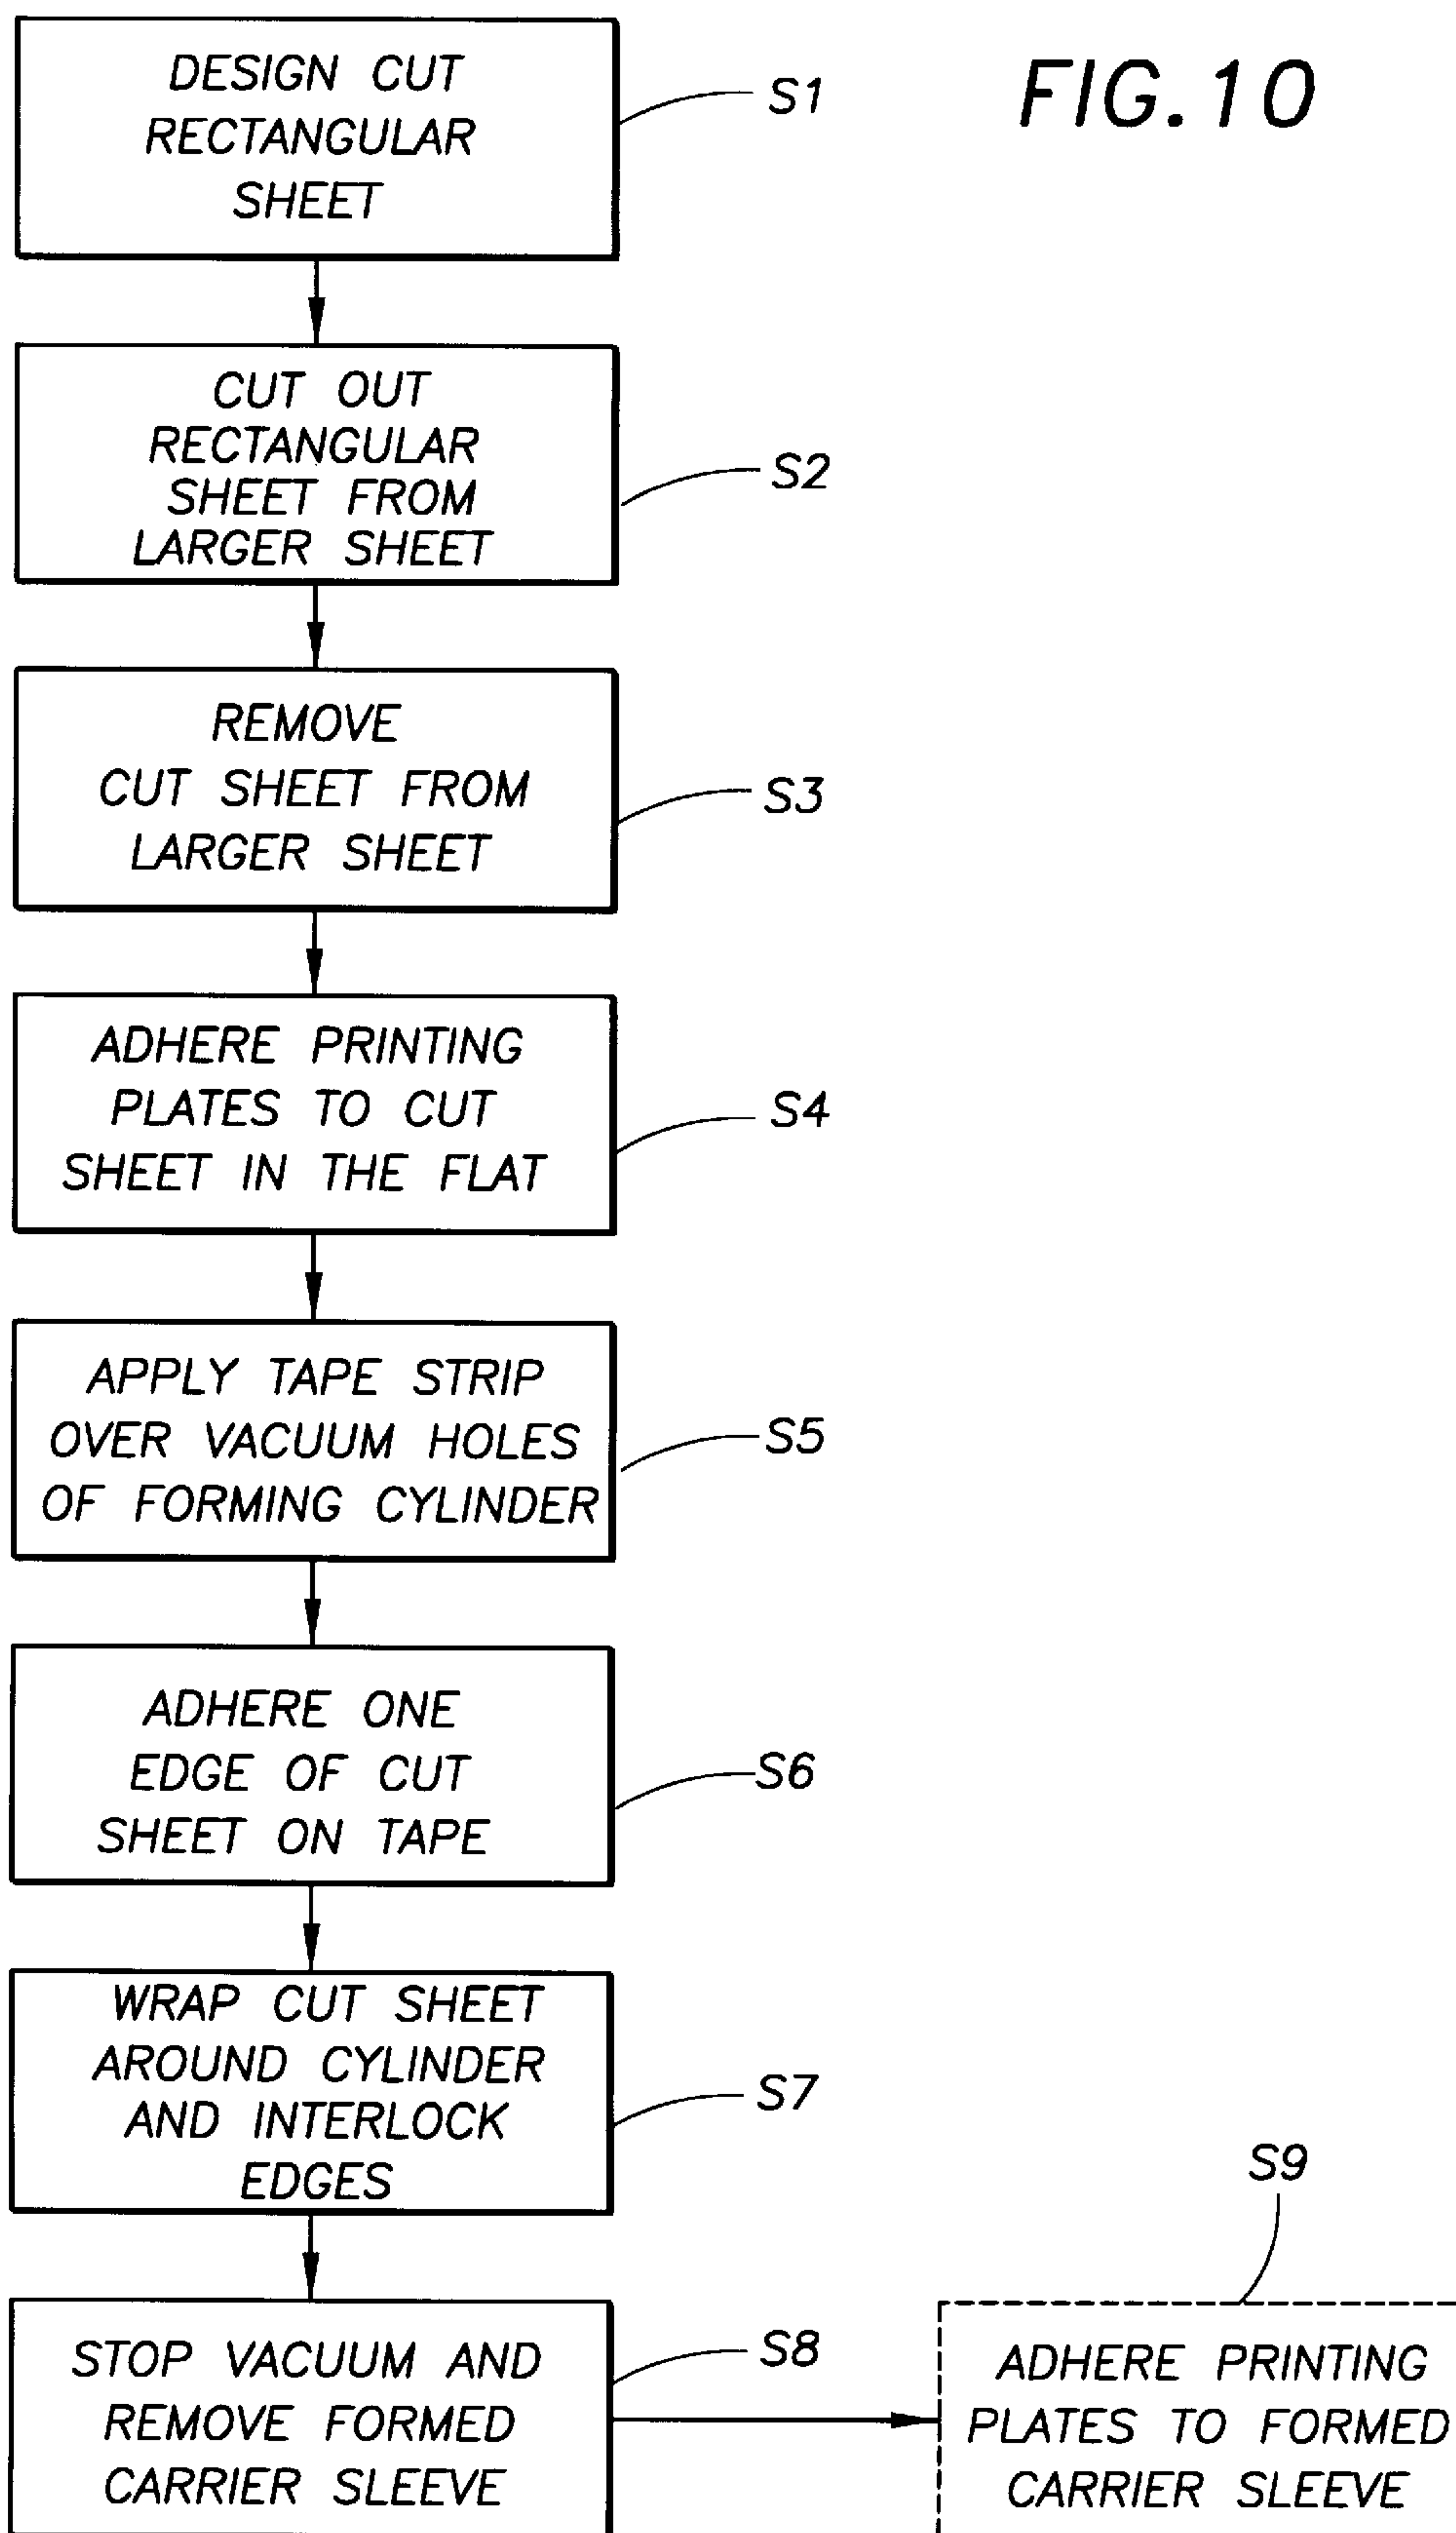 FIG. 10
DESIGN CUT
RECTANGULAR
SHEET
S1
CUT OUT
RECTANGULAR
SHEET FROM
LARGER SHEET
S2
REMOVE
CUT SHEET FROM
LARGER SHEET
S3
ADHERE PRINTING
PLATES TO CUT
SHEET IN THE FLAT
S4
APPLY TAPE STRIP
OVER VACUUM HOLES
OF FORMING CYLINDER
S5
ADHERE ONE
EDGE OF CUT
SHEET ON TAPE
S6
WRAP CUT SHEET
AROUND CYLINDER
AND INTERLOCK
EDGES
S7
STOP VACUUM AND
REMOVE FORMED
CARRIER SLEEVE
S8
S9
ADHERE PRINTING
PLATES TO FORMED
CARRIER SLEEVE